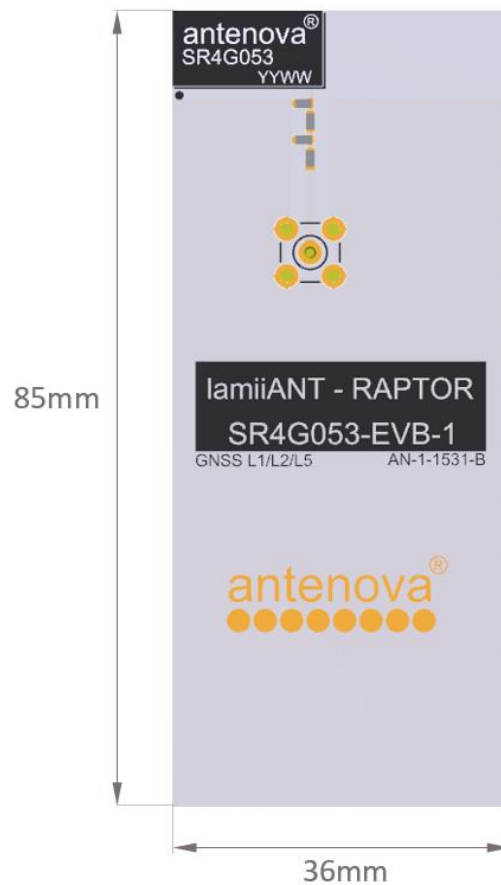 antenova®
SR4G053
YYWW
85mm
lamiiANT - RAPTOR
SR4G053-EVB-1
GNSS L1/L2/L5 AN-1-1531-B
antenova®
36mm